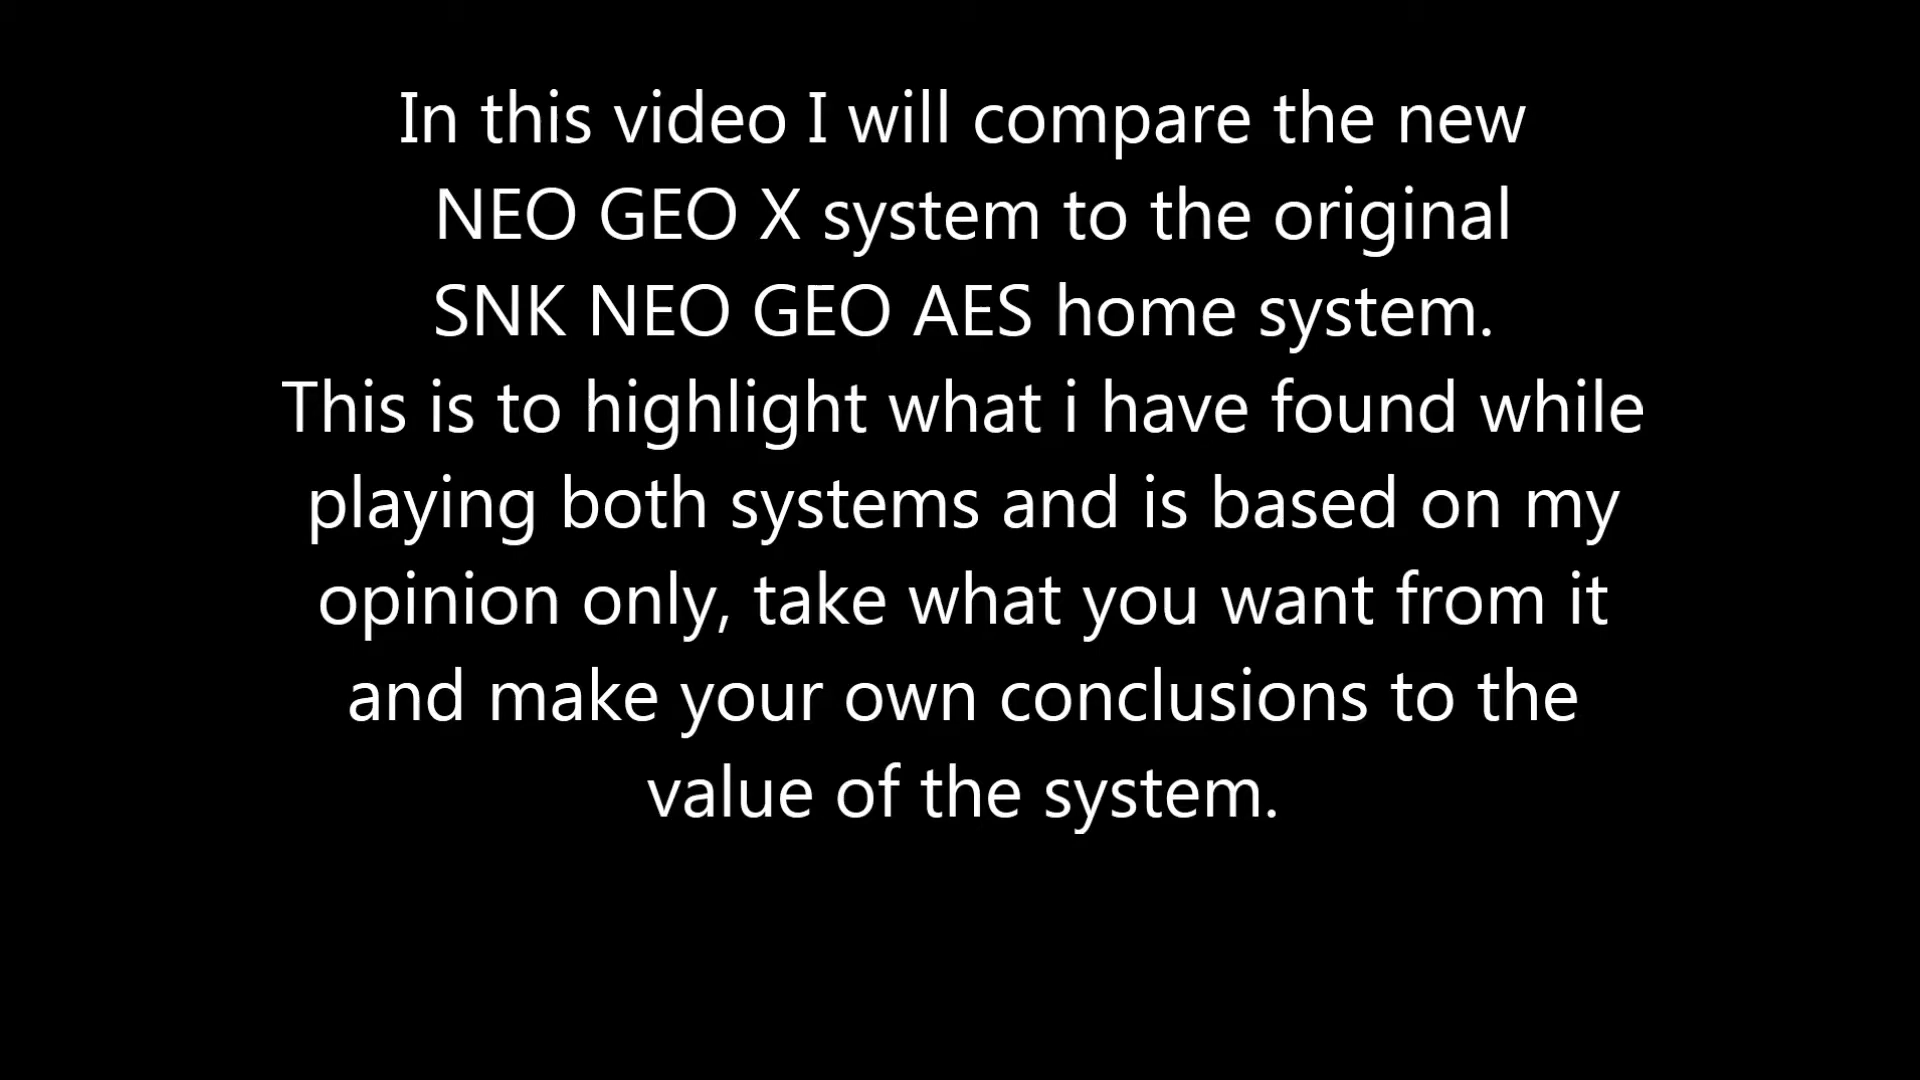 In this video I will compare the new
NEO GEO X system to the original
SNK NEO GEO AES home system.
This is to highlight what i have found while
playing both systems and is based on my
opinion only, take what you want from it
and make your own conclusions to the
value of the system.